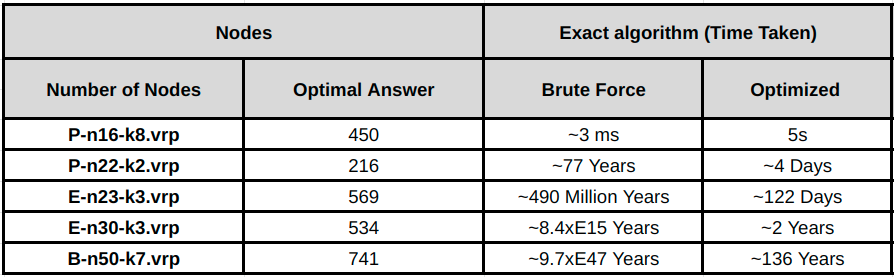 Nodes Exact algorithm (Time Taken)
Number of Nodes Optimal Answer Brute Force Optimized
P-n16-k8.vrp 450 ~3 ms 5s
P-n22-k2.vrp 216 ~77 Years ~4 Days
E-n23-k3.vrp 569 ~490 Million Years ~122 Days
E-n30-k3.vrp 534 ~8.4xE15 Years ~2 Years
B-n50-k7.vrp 741 ~9.7xE47 Years ~136 Years